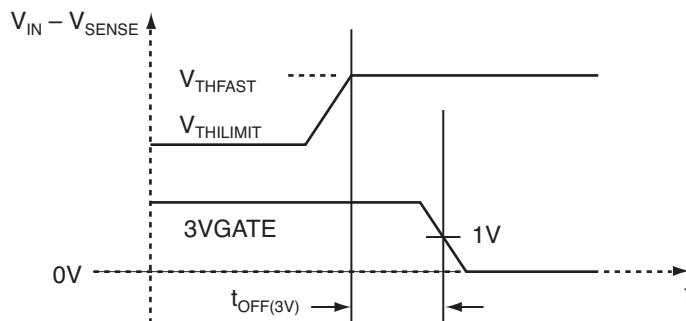 V_IN – V_SENSE
V_THFAST
V_THILIMIT
3VGATE
1V
0V
t_OFF(3V)